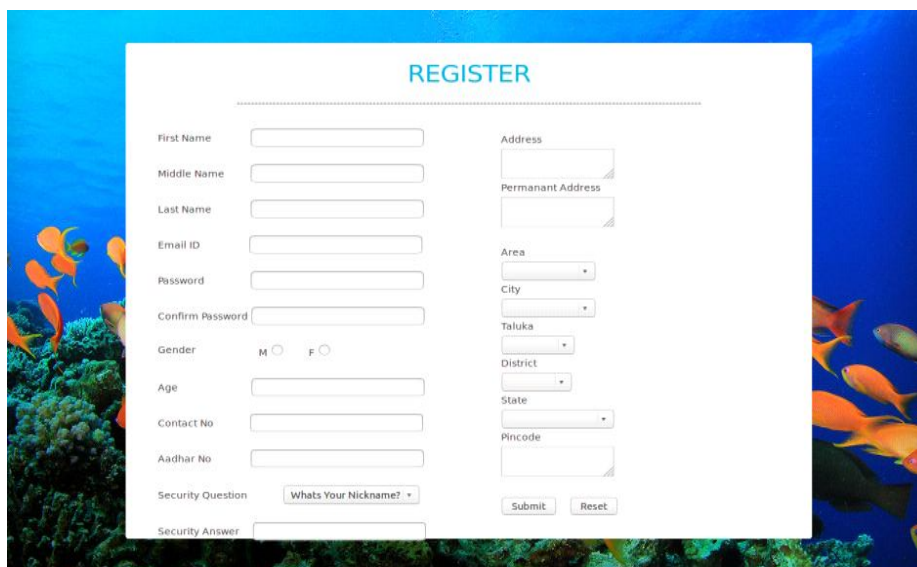 REGISTER
First Name
Middle Name
Last Name
Email ID
Password
Confirm Password
Gender M F
Age
Contact No
Aadhar No
Security Question Whats Your Nickname?
Security Answer
Address
Permanant Address
Area
City
Taluka
District
State
Pincode
Submit Reset